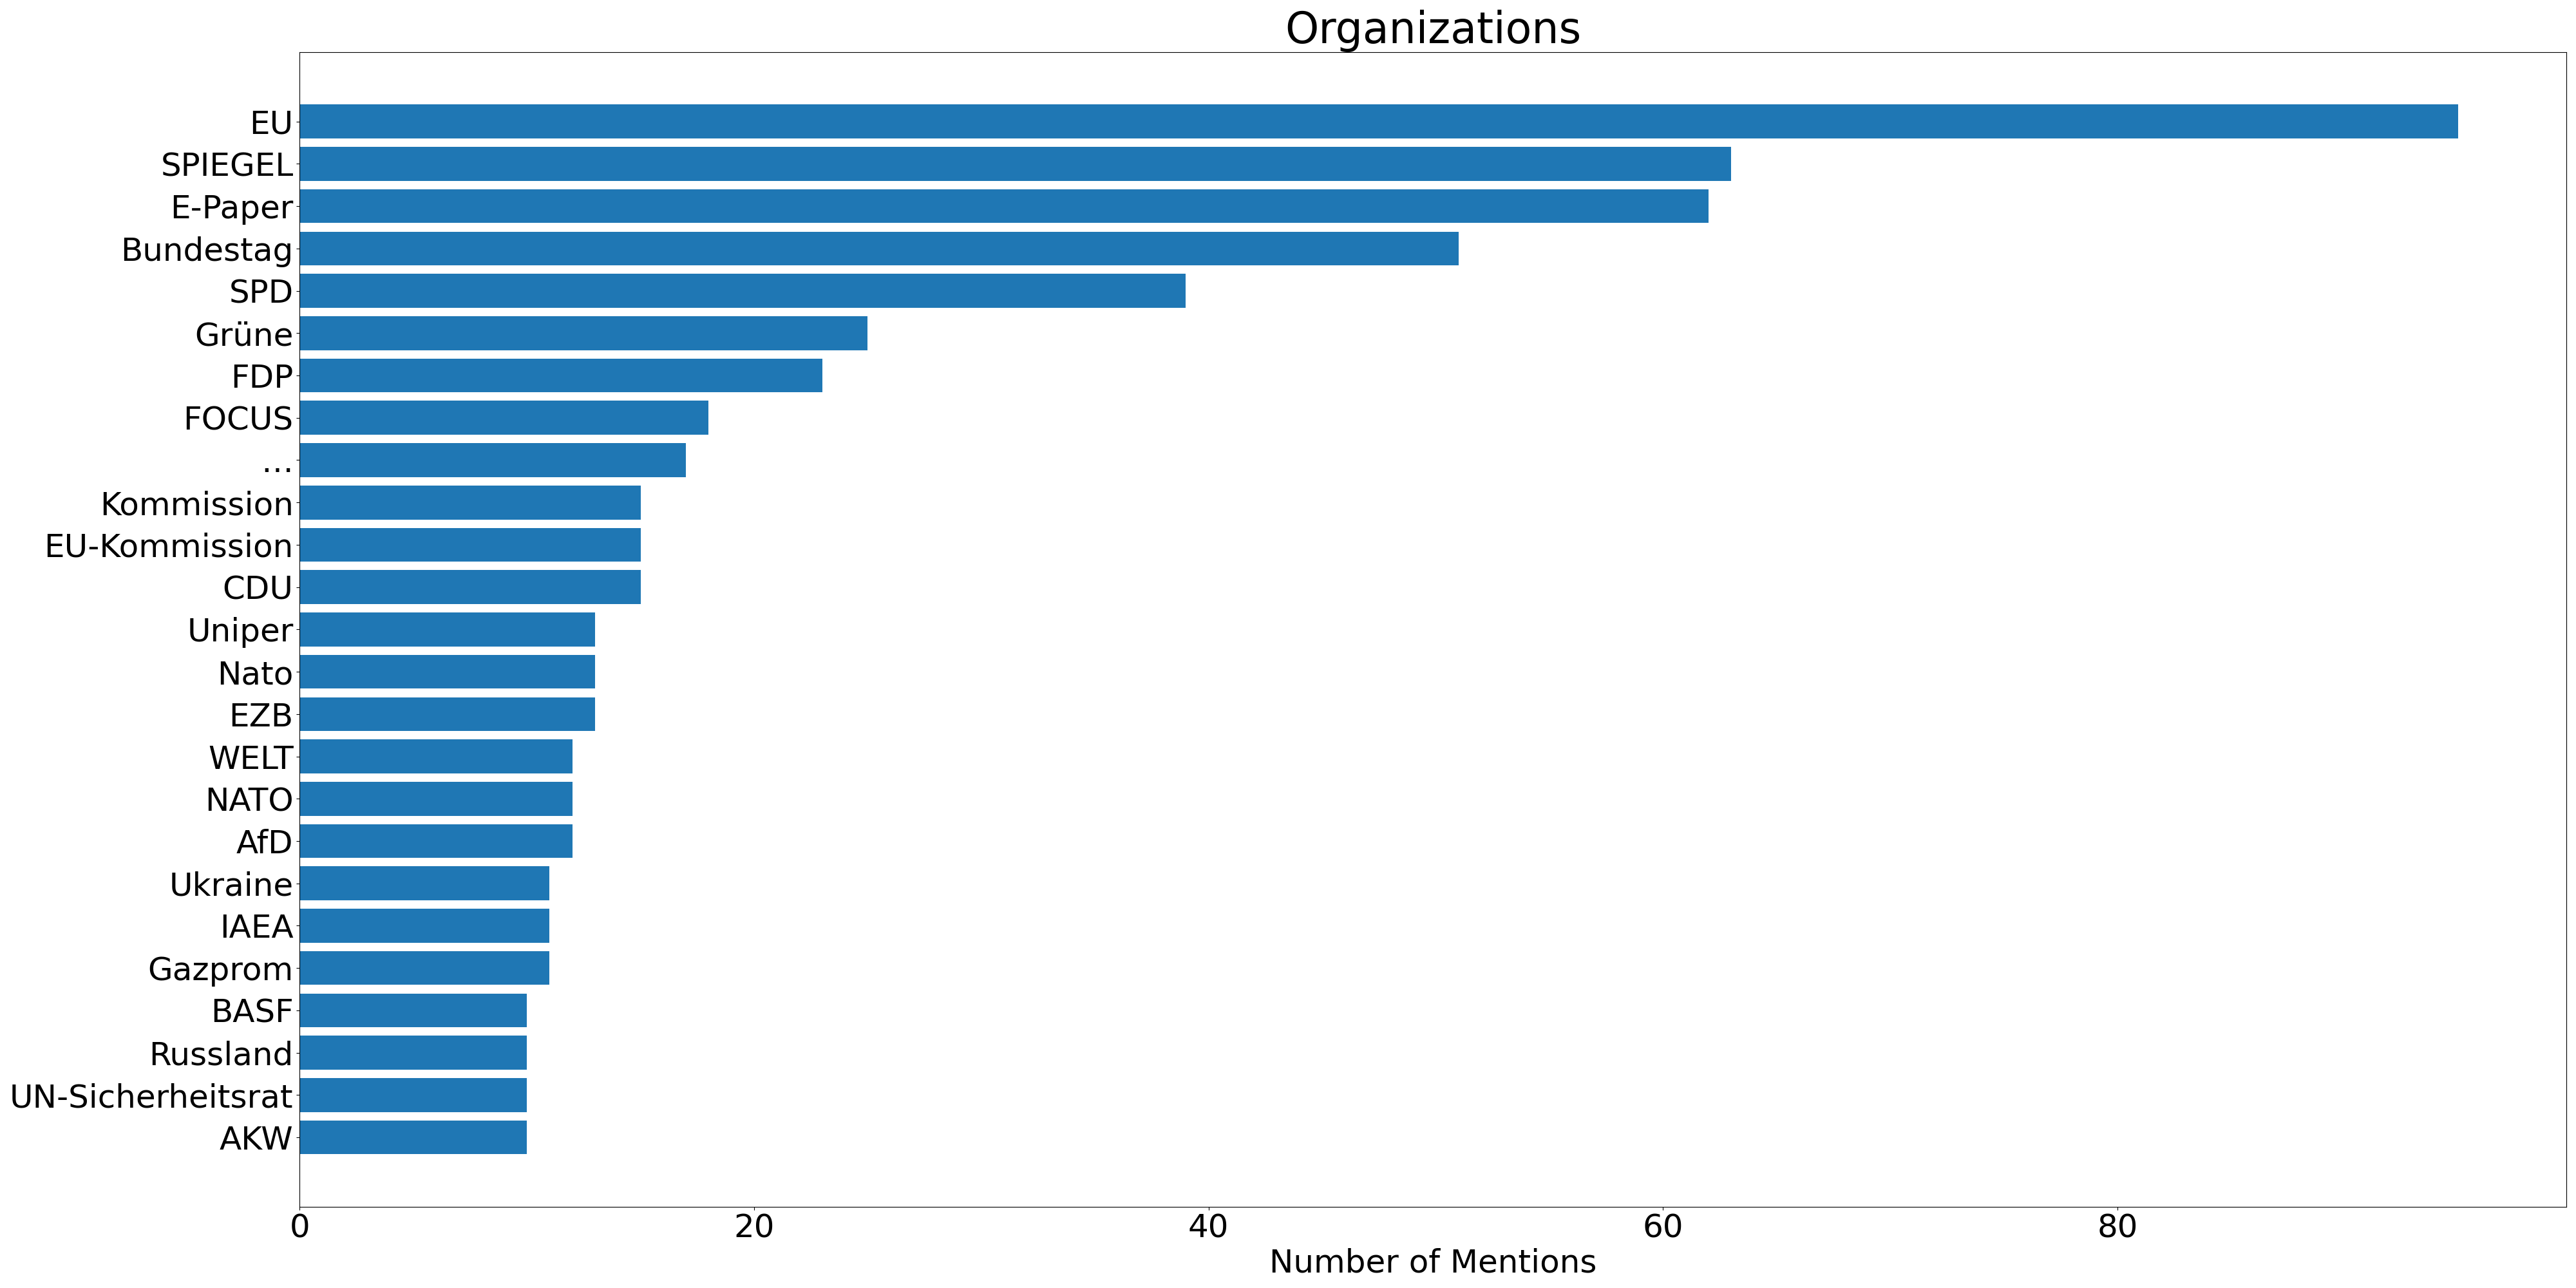 Organizations
EU
SPIEGEL
E-Paper
Bundestag
SPD
Grüne
FDP
FOCUS
...
Kommission
EU-Kommission
CDU
Uniper
Nato
EZB
WELT
NATO
AfD
Ukraine
IAEA
Gazprom
BASF
Russland
UN-Sicherheitsrat
AKW
0 20 40 60 80
Number of Mentions